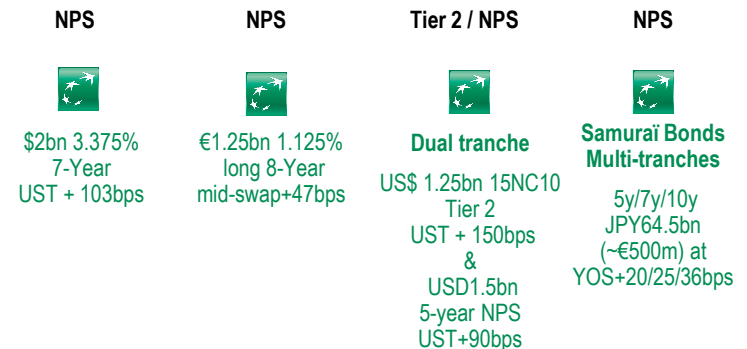 NPS
$2bn 3.375%
7-Year
UST + 103bps
NPS
€1.25bn 1.125%
long 8-Year
mid-swap+47bps
Tier 2 / NPS
Dual tranche
US$ 1.25bn 15NC10
Tier 2
UST + 150bps
&
USD1.5bn
5-year NPS
UST+90bps
NPS
Samuraï Bonds
Multi-tranches
5y/7y/10y
JPY64.5bn
(~€500m) at
YOS+20/25/36bps